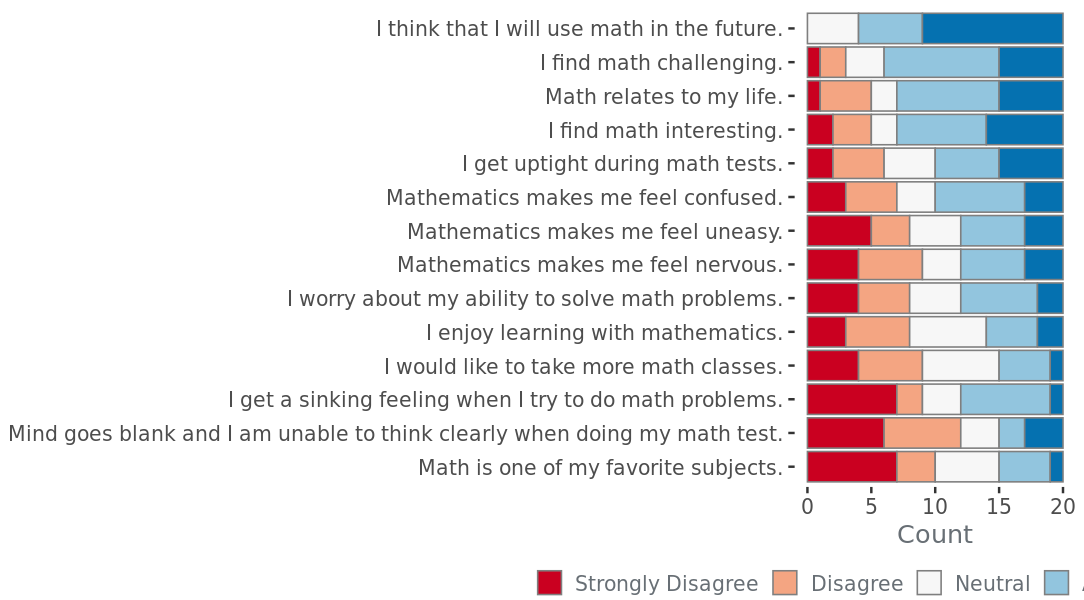 I think that I will use math in the future.
I find math challenging.
Math relates to my life.
I find math interesting.
I get uptight during math tests.
Mathematics makes me feel confused.
Mathematics makes me feel uneasy.
Mathematics makes me feel nervous.
I worry about my ability to solve math problems.
I enjoy learning with mathematics.
I would like to take more math classes.
I get a sinking feeling when I try to do math problems.
Mind goes blank and I am unable to think clearly when doing my math test.
Math is one of my favorite subjects.
0 5 10 15 20
Count
Strongly Disagree Disagree Neutral